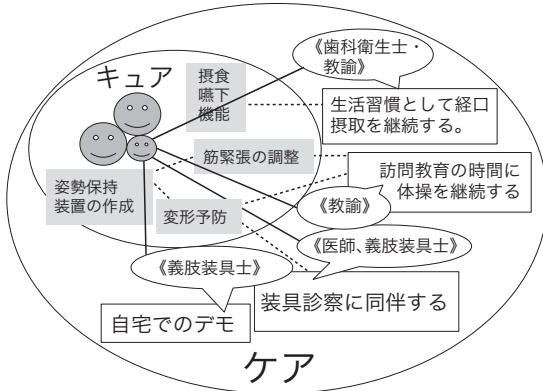 《歯科衛生士・
教諭》
キュア
摂食
嚥下
機能
生活習慣として経口
摂取を継続する。
筋緊張の調整
訪問教育の時間に
体操を継続する
姿勢保持
装置の作成
変形予防
《教諭》
《医師、義肢装具士》
《義肢装具士》
装具診察に同伴する
自宅でのデモ
ケア